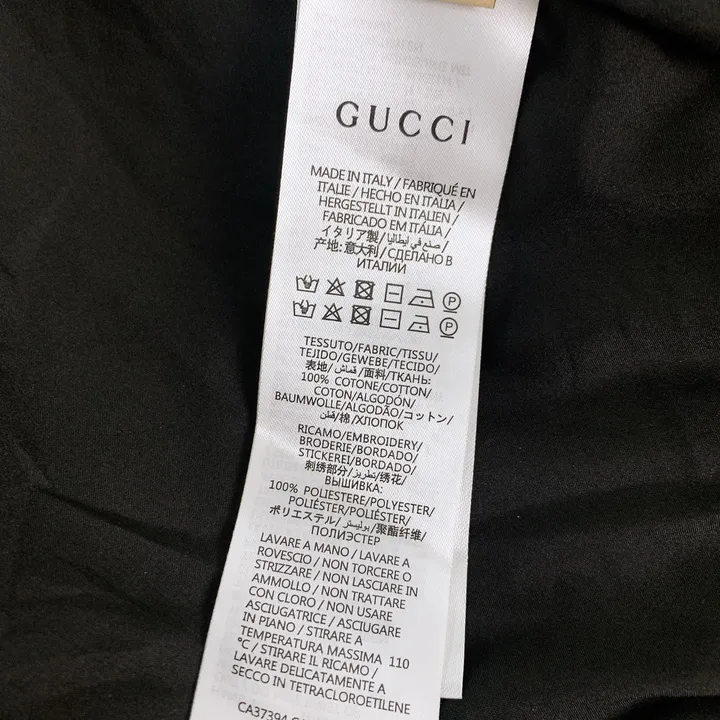 GUCCI
MADE IN ITALY / FABRIQUÉ EN
ITALIE / HECHO EN ITALIA /
HERGESTELLT IN ITALIEN /
FABRICADO EM ITÁLIA /
イタリア製 / صنع في إيطاليا /
产地: 意大利 / СДЕЛАНО В
ИТАЛИИ
TESSUTO/FABRIC/TISSU/
TEJIDO/GEWEBE/TECIDO/
表地/قماش/面料/ТКАНЬ:
100% COTONE/COTTON/
COTON/ALGODÓN/
BAUMWOLLE/ALGODÃO/コットン/
قطن/棉/ХЛОПОК
RICAMO/EMBROIDERY/
BRODERIE/BORDADO/
STICKEREI/BORDADO/
刺绣部分/تطريز/绣花/
ВЫШИВКА:
100% POLIESTERE/POLYESTER/
POLIÉSTER/POLIÉSTER/
ポリエステル/بوليستر/聚酯纤维/
ПОЛИЭСТЕР
LAVARE A MANO / LAVARE A
ROVESCIO / NON TORCERE O
STRIZZARE / NON LASCIARE IN
AMMOLLO / NON TRATTARE
CON CLORO / NON USARE
ASCIUGATRICE / ASCIUGARE
IN PIANO / STIRARE A
TEMPERATURA MASSIMA 110
°C / STIRARE IL RICAMO /
LAVARE DELICATAMENTE A
SECCO IN TETRACLOROETILENE
CA37394